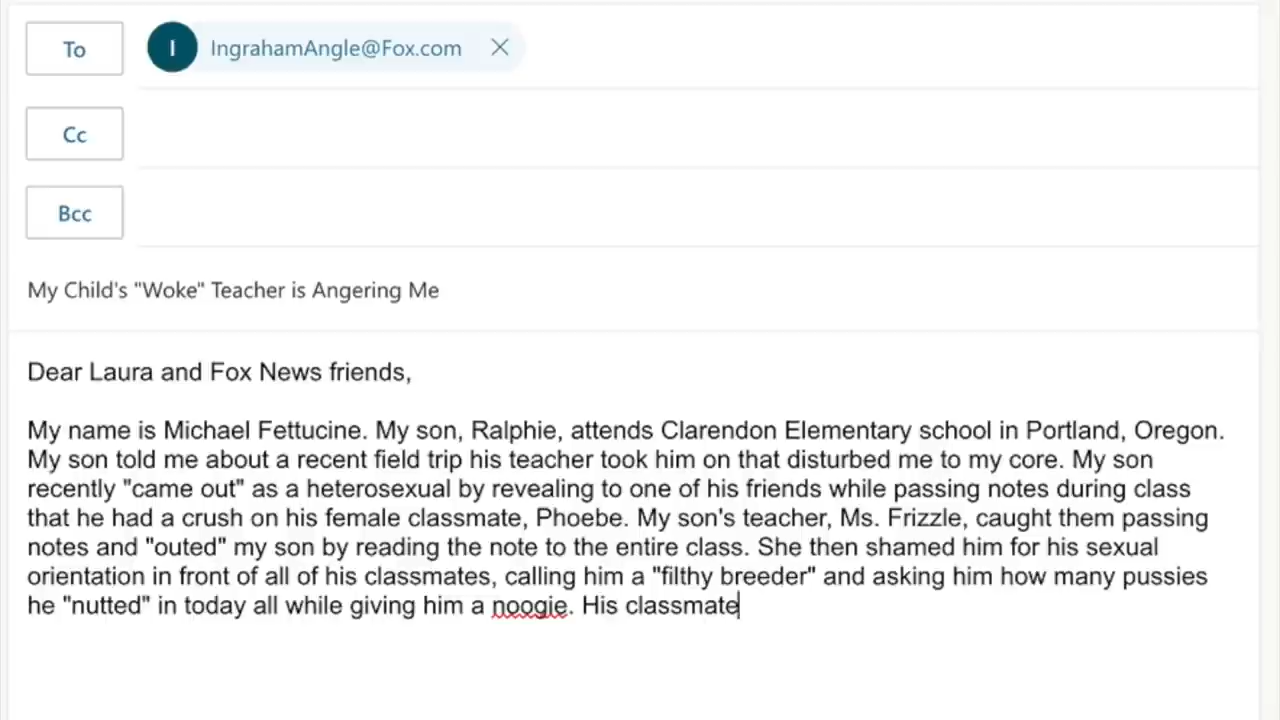 To
I
IngrahamAngle@Fox.com
Cc
Bcc
My Child's "Woke" Teacher is Angering Me
Dear Laura and Fox News friends,
My name is Michael Fettucine. My son, Ralphie, attends Clarendon Elementary school in Portland, Oregon.
My son told me about a recent field trip his teacher took him on that disturbed me to my core. My son
recently "came out" as a heterosexual by revealing to one of his friends while passing notes during class
that he had a crush on his female classmate, Phoebe. My son's teacher, Ms. Frizzle, caught them passing
notes and "outed" my son by reading the note to the entire class. She then shamed him for his sexual
orientation in front of all of his classmates, calling him a "filthy breeder" and asking him how many pussies
he "nutted" in today all while giving him a noogie. His classmate